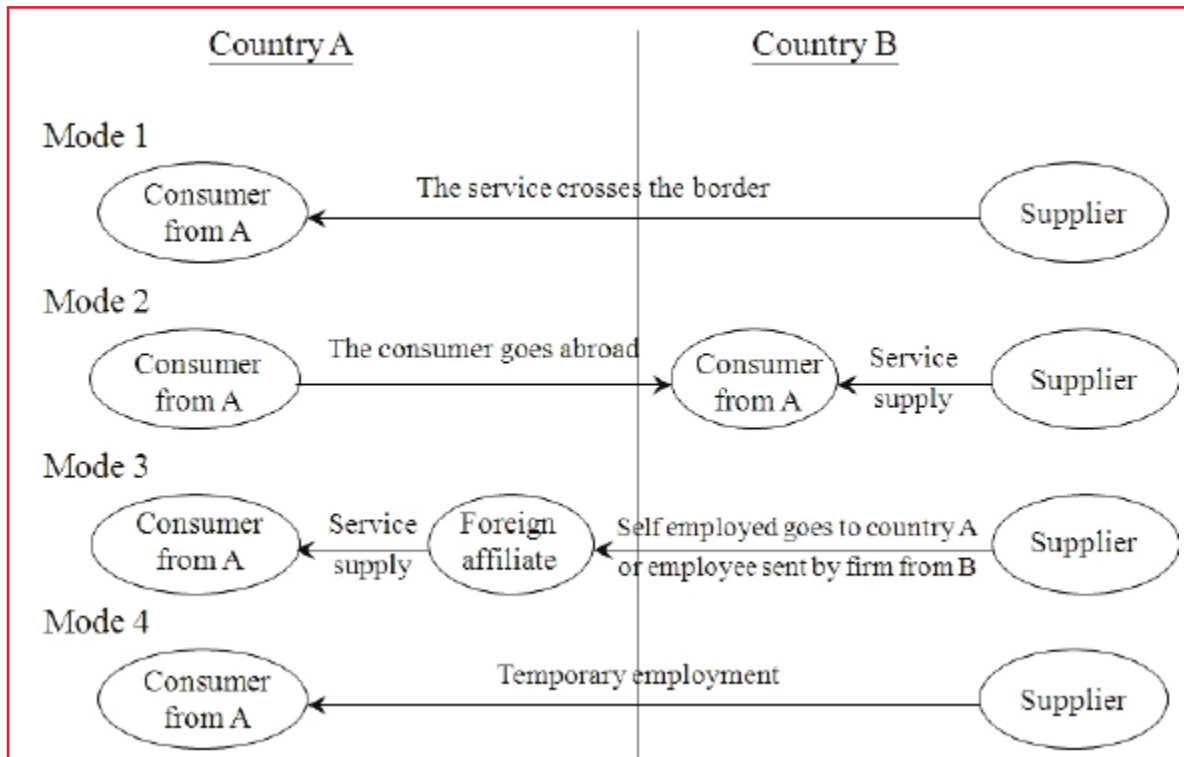 Country A
Country B
Mode 1
Consumer
from A
The service crosses the border
Supplier
Mode 2
Consumer
from A
The consumer goes abroad
Consumer
from A
Service
supply
Supplier
Mode 3
Consumer
from A
Service
supply
Foreign
affiliate
Self employed goes to country A
or employee sent by firm from B
Supplier
Mode 4
Consumer
from A
Temporary employment
Supplier